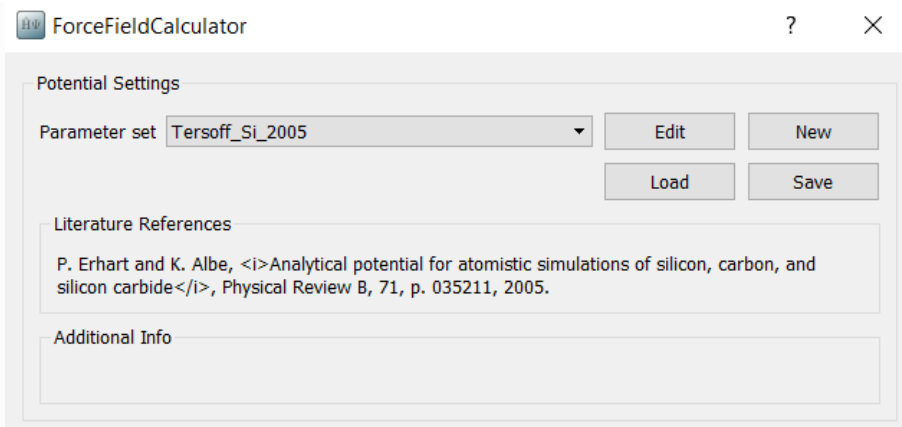 ForceFieldCalculator ?
Potential Settings
Parameter set Tersoff_Si_2005 Edit New
Load Save
Literature References
P. Erhart and K. Albe, <i>Analytical potential for atomistic simulations of silicon, carbon, and
silicon carbide</i>, Physical Review B, 71, p. 035211, 2005.
Additional Info